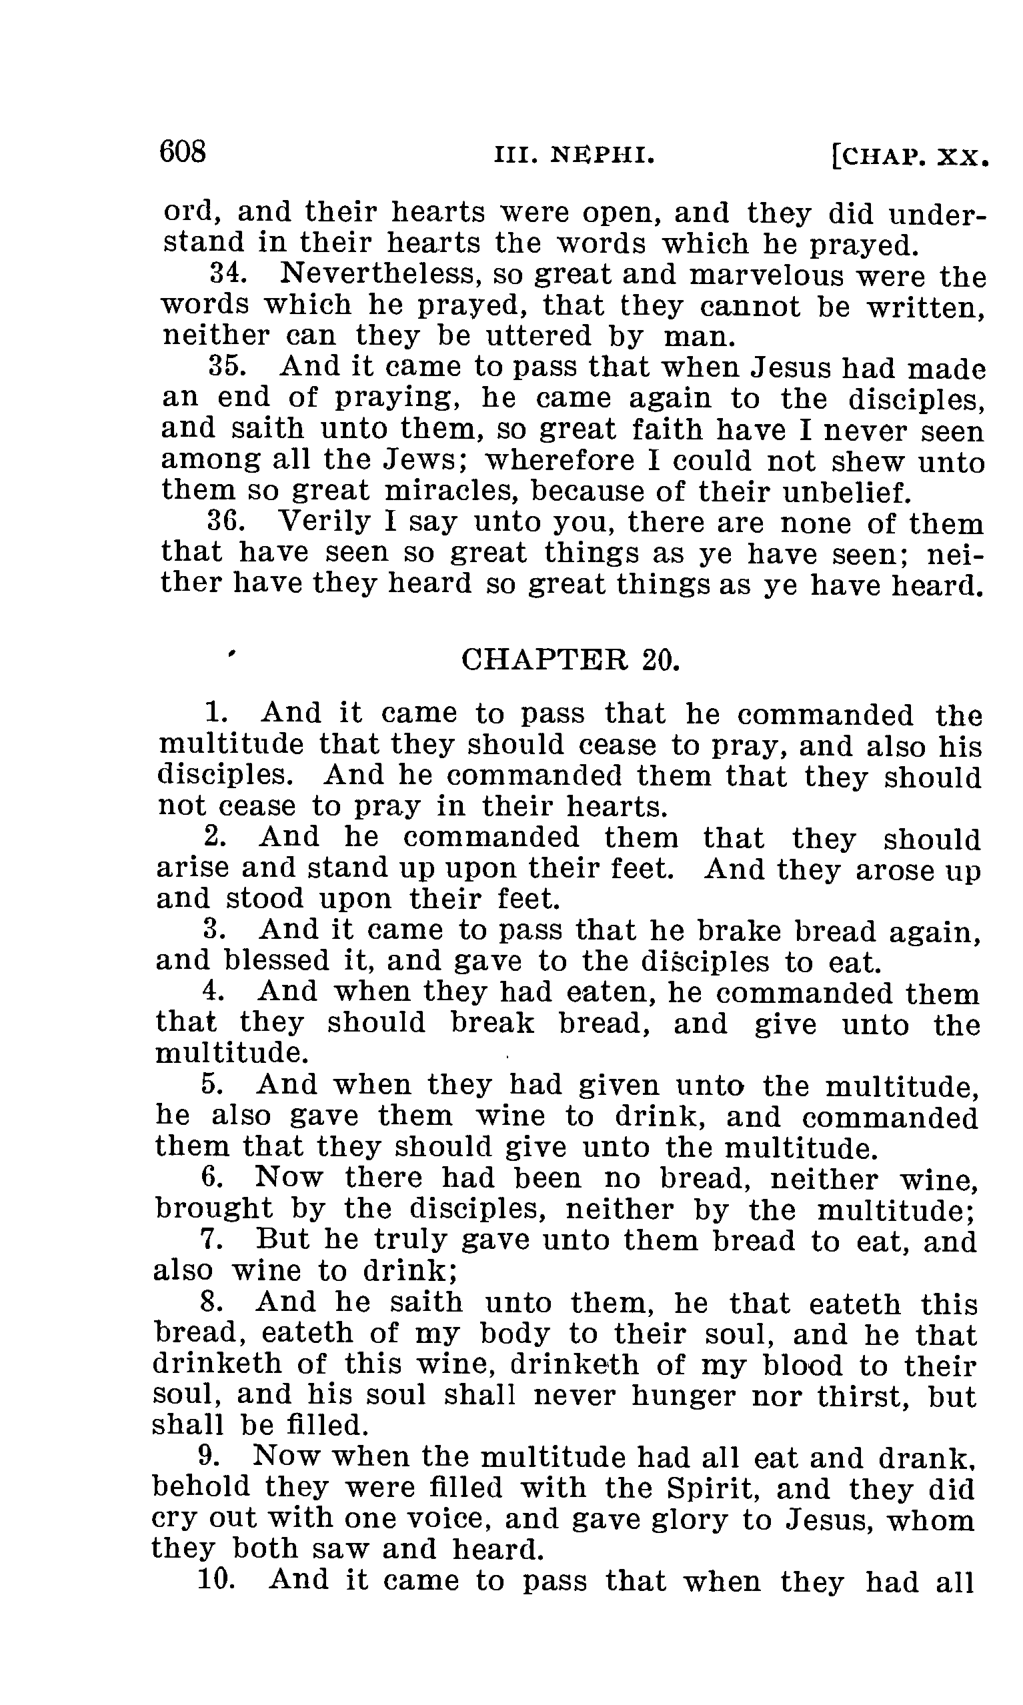 608 III. NEPHI. [CHAP. XX.
ord, and their hearts were open, and they did under-
stand in their hearts the words which he prayed.
34. Nevertheless, so great and marvelous were the
words which he prayed, that they cannot be written,
neither can they be uttered by man.
35. And it came to pass that when Jesus had made
an end of praying, he came again to the disciples,
and saith unto them, so great faith have I never seen
among all the Jews; wherefore I could not shew unto
them so great miracles, because of their unbelief.
36. Verily I say unto you, there are none of them
that have seen so great things as ye have seen; nei-
ther have they heard so great things as ye have heard.
CHAPTER 20.
1. And it came to pass that he commanded the
multitude that they should cease to pray, and also his
disciples. And he commanded them that they should
not cease to pray in their hearts.
2. And he commanded them that they should
arise and stand up upon their feet. And they arose up
and stood upon their feet.
3. And it came to pass that he brake bread again,
and blessed it, and gave to the disciples to eat.
4. And when they had eaten, he commanded them
that they should break bread, and give unto the
multitude.
5. And when they had given unto the multitude,
he also gave them wine to drink, and commanded
them that they should give unto the multitude.
6. Now there had been no bread, neither wine,
brought by the disciples, neither by the multitude;
7. But he truly gave unto them bread to eat, and
also wine to drink;
8. And he saith unto them, he that eateth this
bread, eateth of my body to their soul, and he that
drinketh of this wine, drinketh of my blood to their
soul, and his soul shall never hunger nor thirst, but
shall be filled.
9. Now when the multitude had all eat and drank,
behold they were filled with the Spirit, and they did
cry out with one voice, and gave glory to Jesus, whom
they both saw and heard.
10. And it came to pass that when they had all